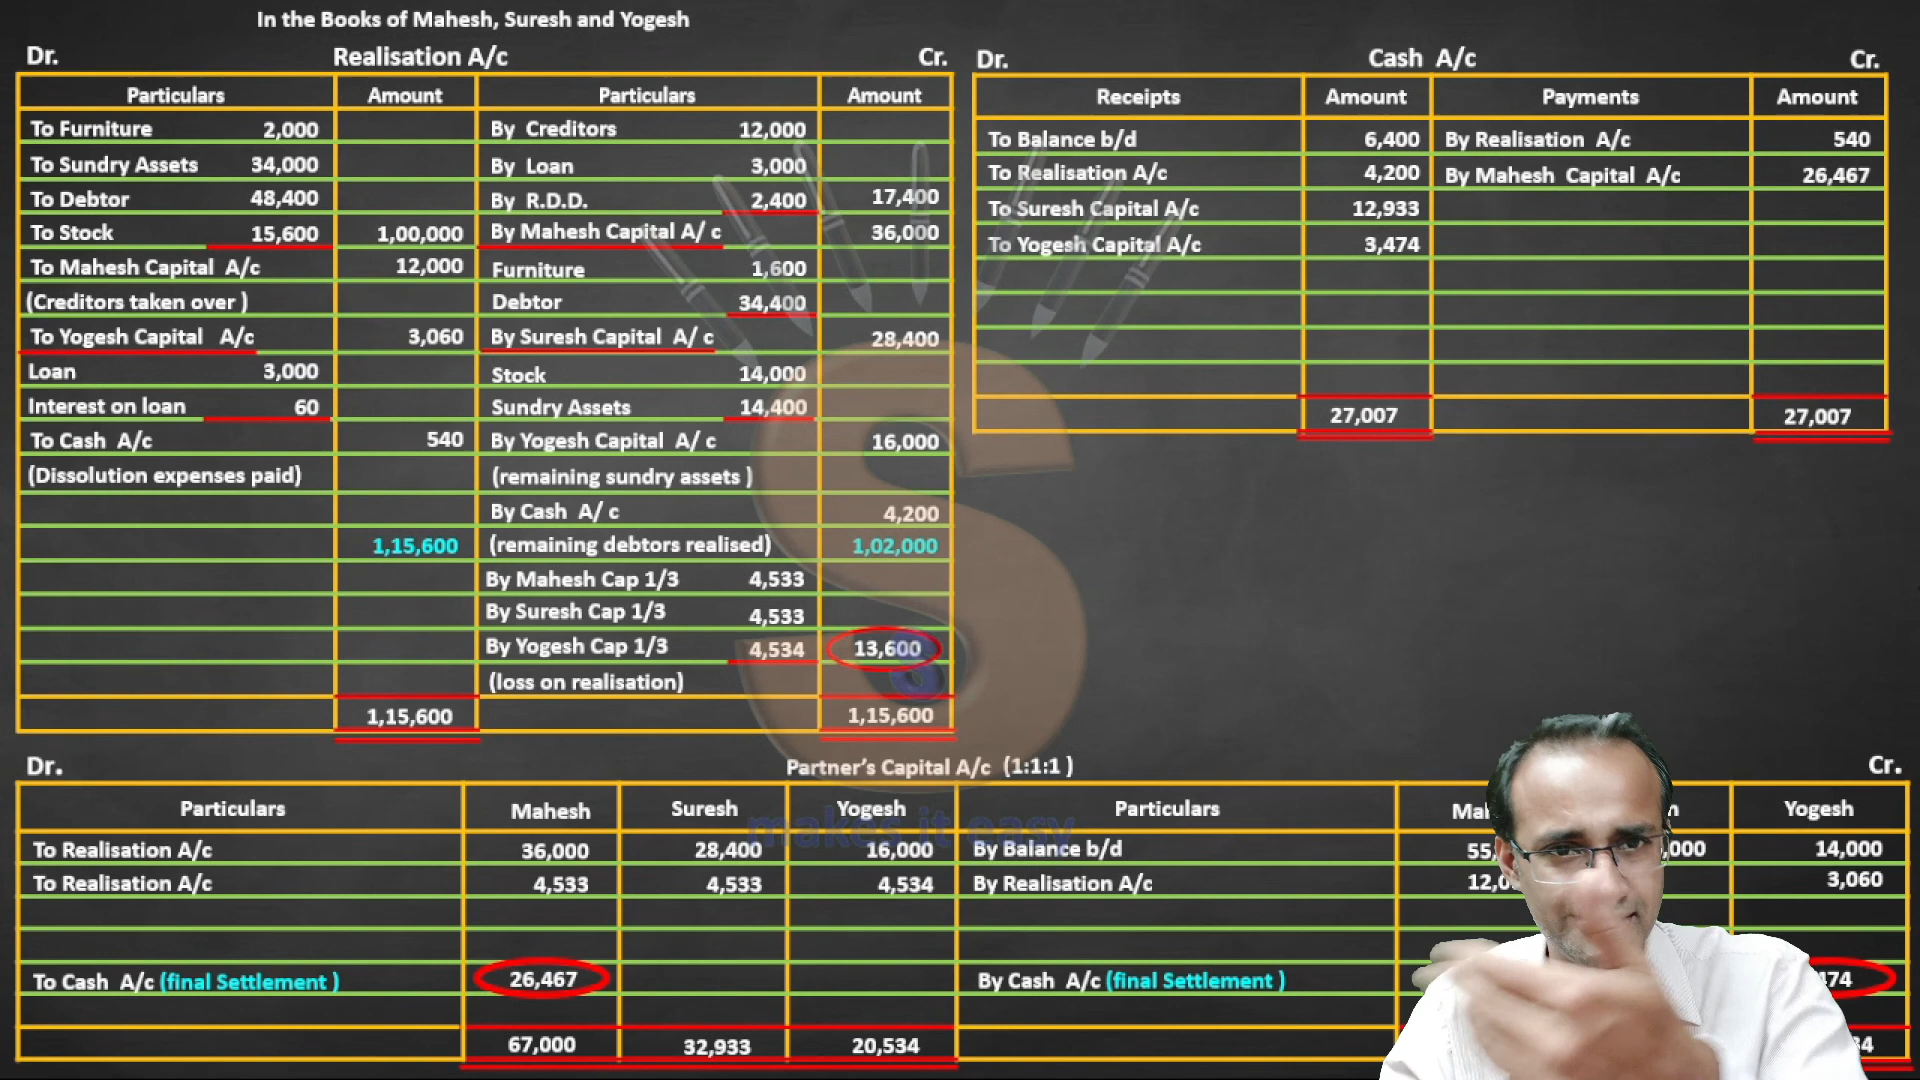 In the Books of Mahesh, Suresh and Yogesh
Dr. Realisation A/c Cr.
Particulars Amount Particulars Amount
To Furniture 2,000 By Creditors 12,000
To Sundry Assets 34,000 By Loan 3,000
To Debtor 48,400 By R.D.D. 2,400 17,400
To Stock 15,600 1,00,000 By Mahesh Capital A/ c 36,000
To Mahesh Capital A/c 12,000 Furniture 1,600
(Creditors taken over ) Debtor 34,400
To Yogesh Capital A/c 3,060 By Suresh Capital A/ c 28,400
Loan 3,000 Stock 14,000
Interest on loan 60 Sundry Assets 14,400
To Cash A/c 540 By Yogesh Capital A/ c 16,000
(Dissolution expenses paid) (remaining sundry assets )
By Cash A/ c 4,200
1,15,600 (remaining debtors realised) 1,02,000
By Mahesh Cap 1/3 4,533
By Suresh Cap 1/3 4,533
By Yogesh Cap 1/3 4,534 13,600
(loss on realisation)
1,15,600 1,15,600
Dr. Cash A/c Cr.
Receipts Amount Payments Amount
To Balance b/d 6,400 By Realisation A/c 540
To Realisation A/c 4,200 By Mahesh Capital A/c 26,467
To Suresh Capital A/c 12,933
To Yogesh Capital A/c 3,474
27,007 27,007
S
makes it easy
Dr. Partner's Capital A/c (1:1:1 ) Cr.
Particulars Mahesh Suresh Yogesh Particulars Yogesh
To Realisation A/c 36,000 28,400 16,000 By Balance b/d 14,000
To Realisation A/c 4,533 4,533 4,534 By Realisation A/c 3,060
To Cash A/c (final Settlement ) 26,467 By Cash A/c (final Settlement )
67,000 32,933 20,534